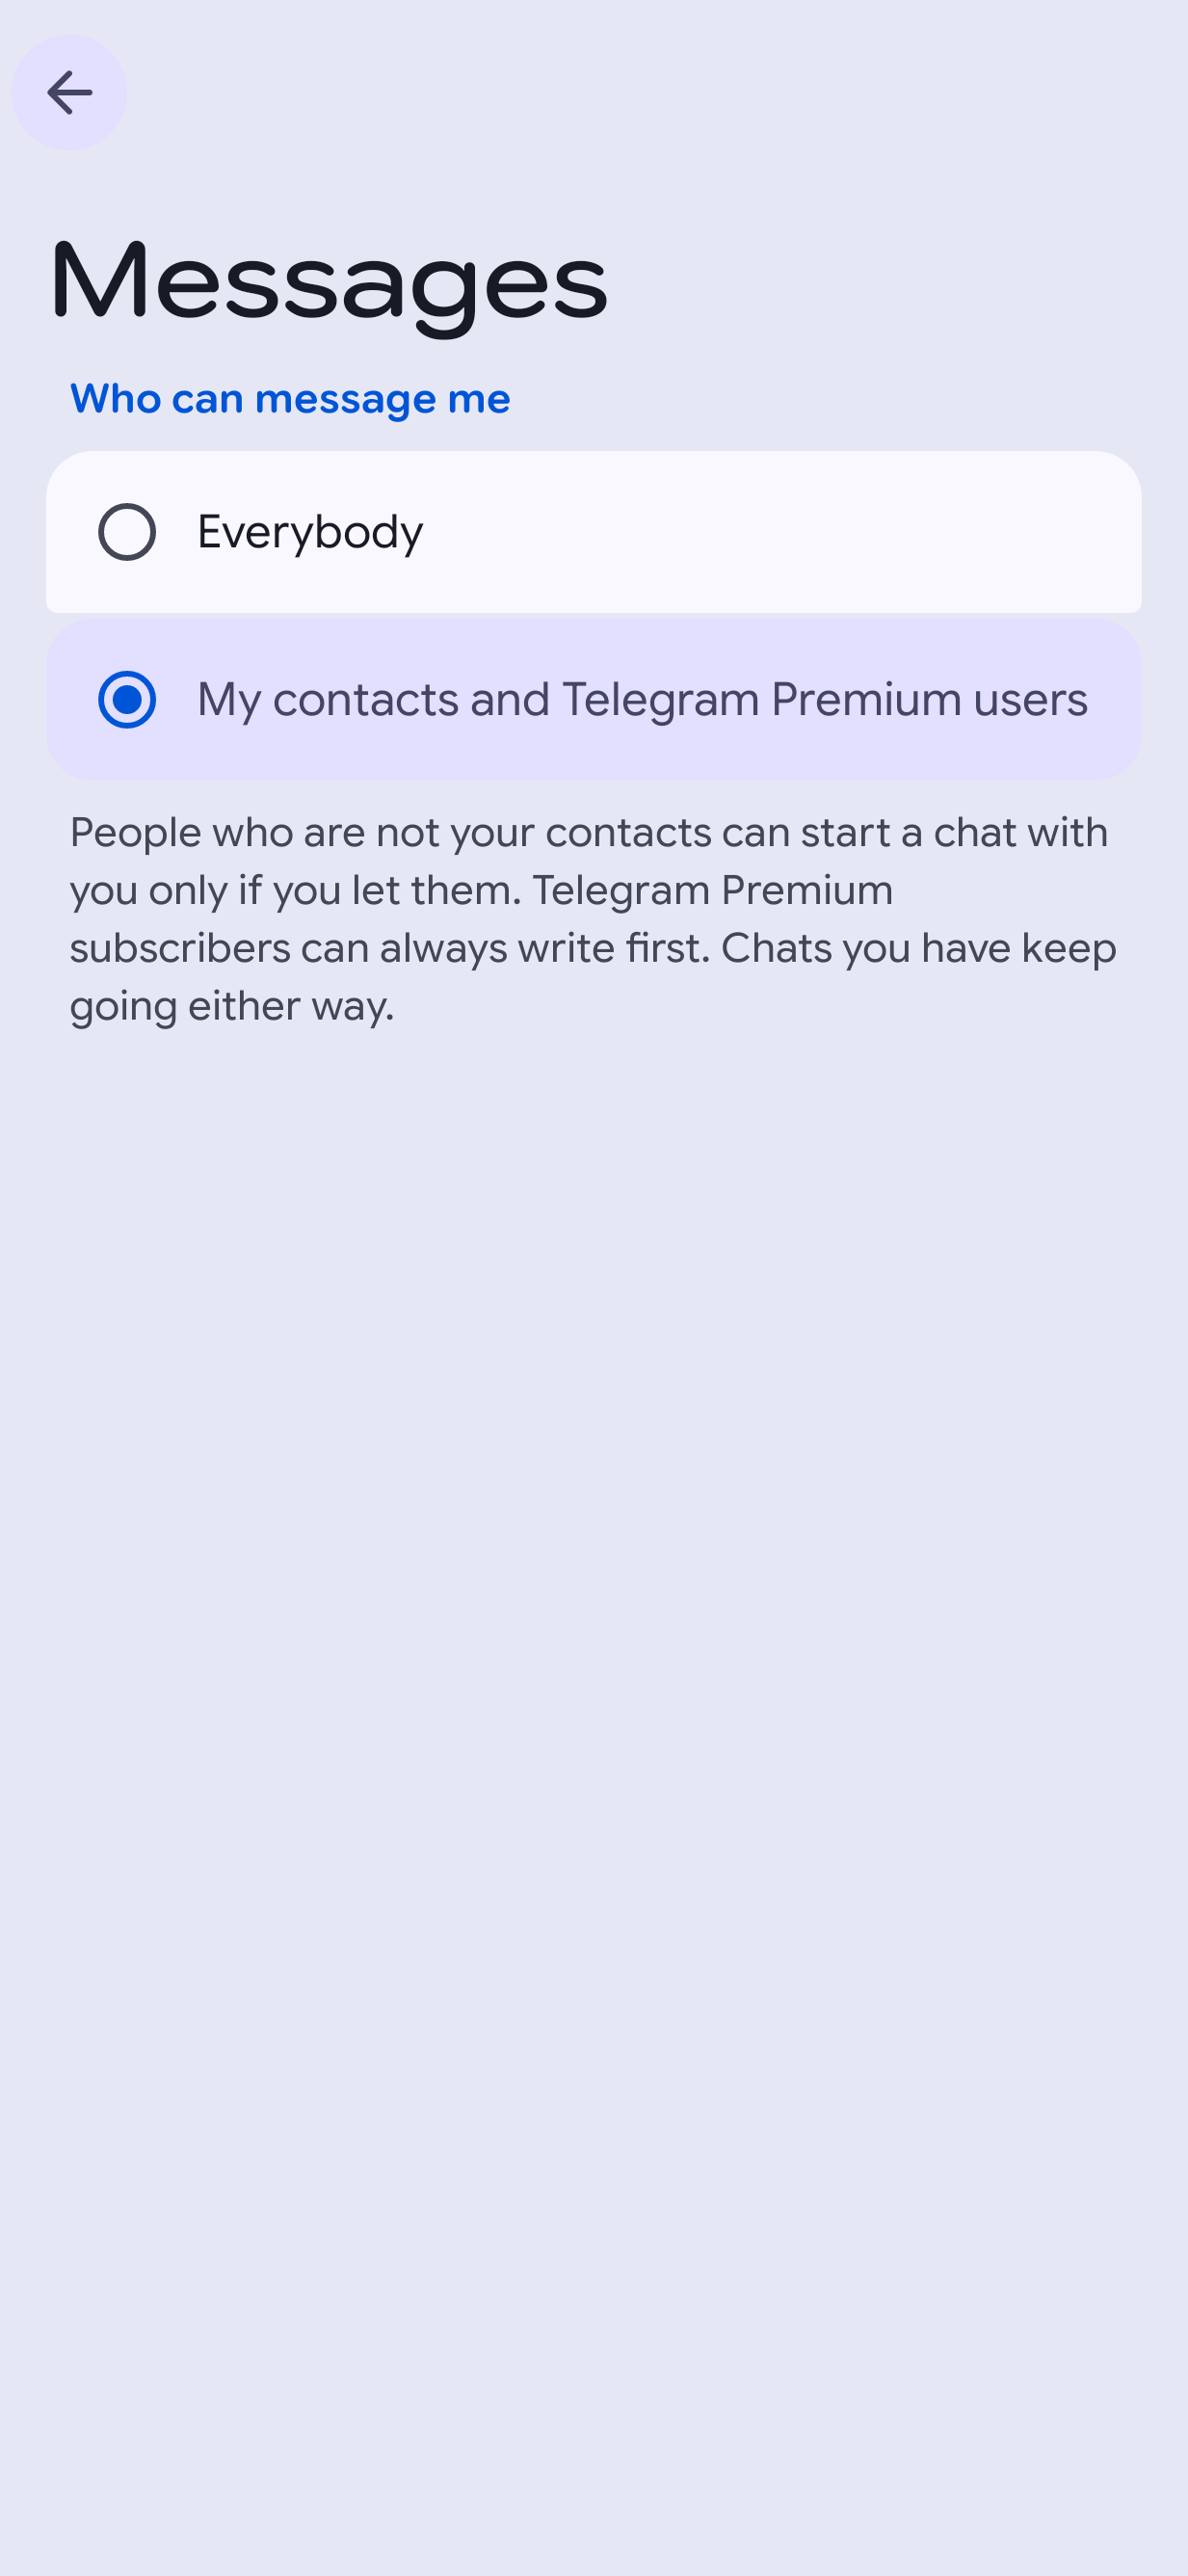 Messages
Who can message me
Everybody
My contacts and Telegram Premium users
People who are not your contacts can start a chat with
you only if you let them. Telegram Premium
subscribers can always write first. Chats you have keep
going either way.